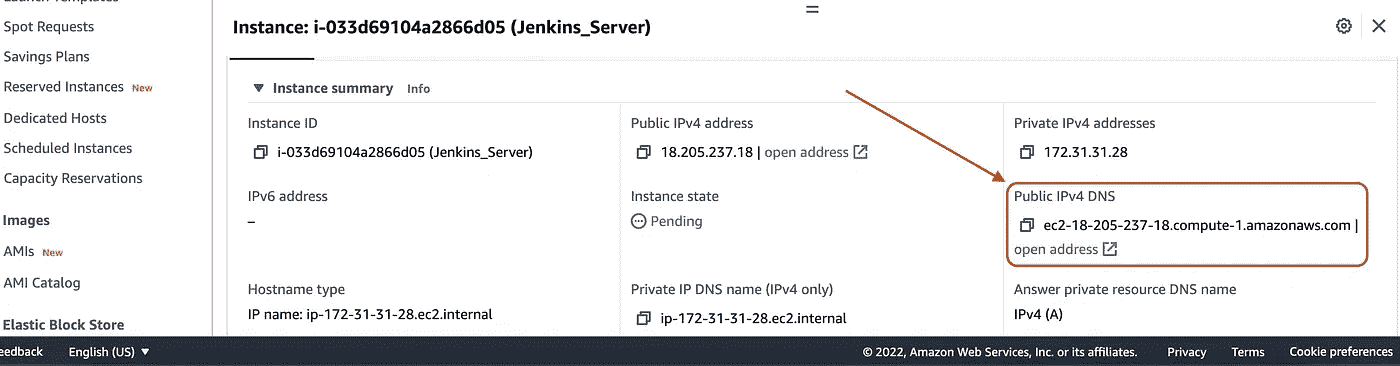 Launch Templates
Spot Requests
Savings Plans
Reserved Instances New
Dedicated Hosts
Scheduled Instances
Capacity Reservations
Images
AMIs New
AMI Catalog
Elastic Block Store
Instance: i-033d69104a2866d05 (Jenkins_Server)
Instance summary Info
Instance ID
i-033d69104a2866d05 (Jenkins_Server)
Public IPv4 address
18.205.237.18 | open address
Private IPv4 addresses
172.31.31.28
IPv6 address
–
Instance state
Pending
Public IPv4 DNS
ec2-18-205-237-18.compute-1.amazonaws.com |
open address
Hostname type
IP name: ip-172-31-31-28.ec2.internal
Private IP DNS name (IPv4 only)
ip-172-31-31-28.ec2.internal
Answer private resource DNS name
IPv4 (A)
eedback English (US) © 2022, Amazon Web Services, Inc. or its affiliates. Privacy Terms Cookie preferences